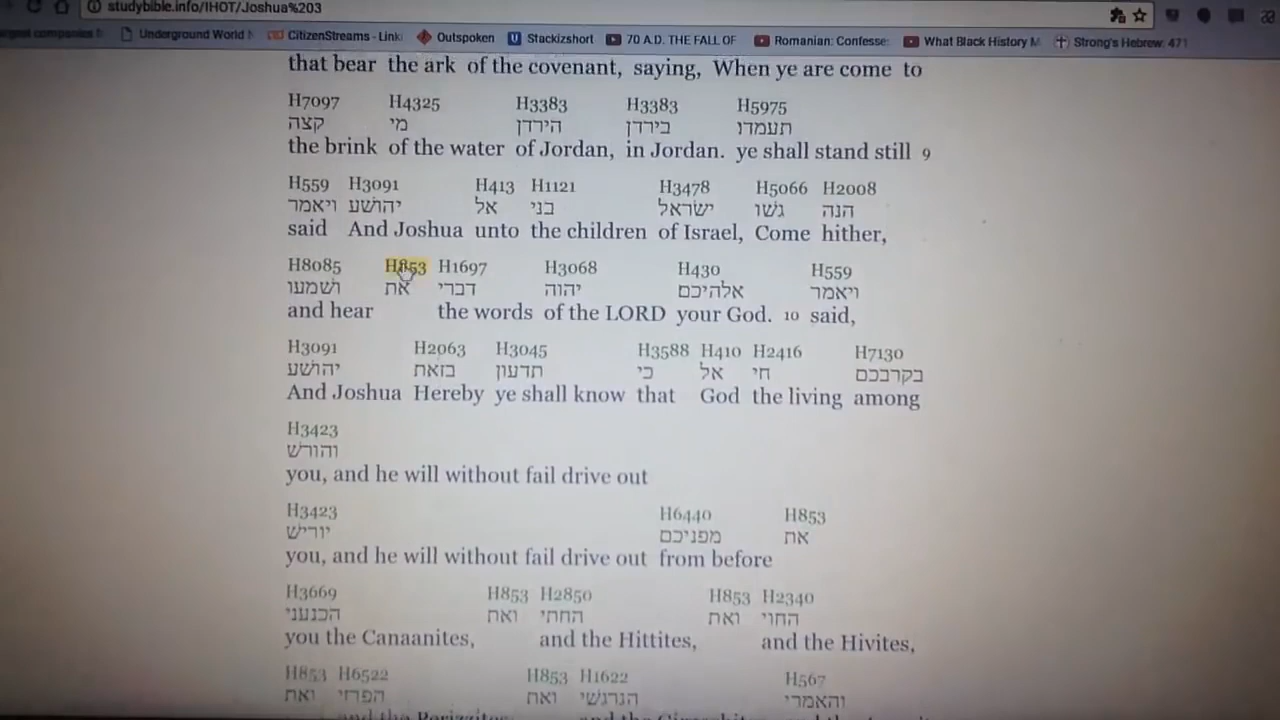 studybible.info/IHOT/Joshua%203
Underground World N CitizenStreams - Link: Outspoken Stackizshort 70 A.D. THE FALL OF Romanian: Confesse: What Black History M Strong's Hebrew: 471
that bear the ark of the covenant, saying, When ye are come to
H7097 H4325 H3383 H3383 H5975
קצה מי הירדן בירדן תעמדו
the brink of the water of Jordan, in Jordan. ye shall stand still 9
H559 H3091 H413 H1121 H3478 H5066 H2008
ויאמר יהושׁע אל בני ישׂראל גשׁו הנה
said And Joshua unto the children of Israel, Come hither,
H8085 H853 H1697 H3068 H430 H559
ושׁמעו את דברי יהוה אלהיכם ויאמר
and hear the words of the LORD your God. 10 said,
H3091 H2063 H3045 H3588 H410 H2416 H7130
יהושׁע בזאת תדעון כי אל חי בקרבכם
And Joshua Hereby ye shall know that God the living among
H3423
והורשׁ
you, and he will without fail drive out
H3423 H6440 H853
יורישׁ מפניכם את
you, and he will without fail drive out from before
H3669 H853 H2850 H853 H2340
הכנעני ואת החתי ואת החוי
you the Canaanites, and the Hittites, and the Hivites,
H853 H6522 H853 H1622 H567
ואת הפרזי ואת הגרגשׁי והאמרי